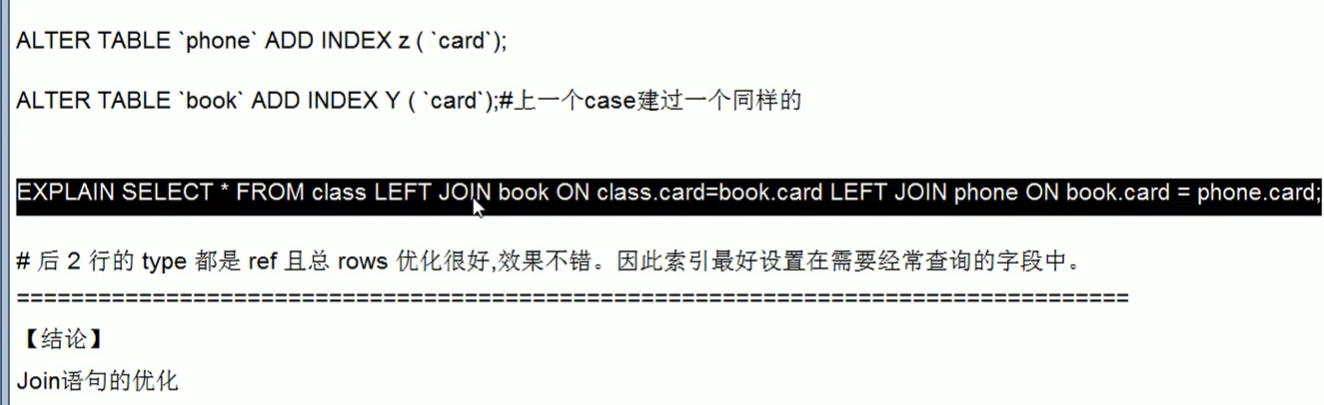 ALTER TABLE `phone` ADD INDEX z ( `card`);
ALTER TABLE `book` ADD INDEX Y ( `card`);#上一个case建过一个同样的
EXPLAIN SELECT * FROM class LEFT JOIN book ON class.card=book.card LEFT JOIN phone ON book.card = phone.card;
# 后 2 行的 type 都是 ref 且总 rows 优化很好,效果不错。因此索引最好设置在需要经常查询的字段中。
==================================================================================
【结论】
Join语句的优化